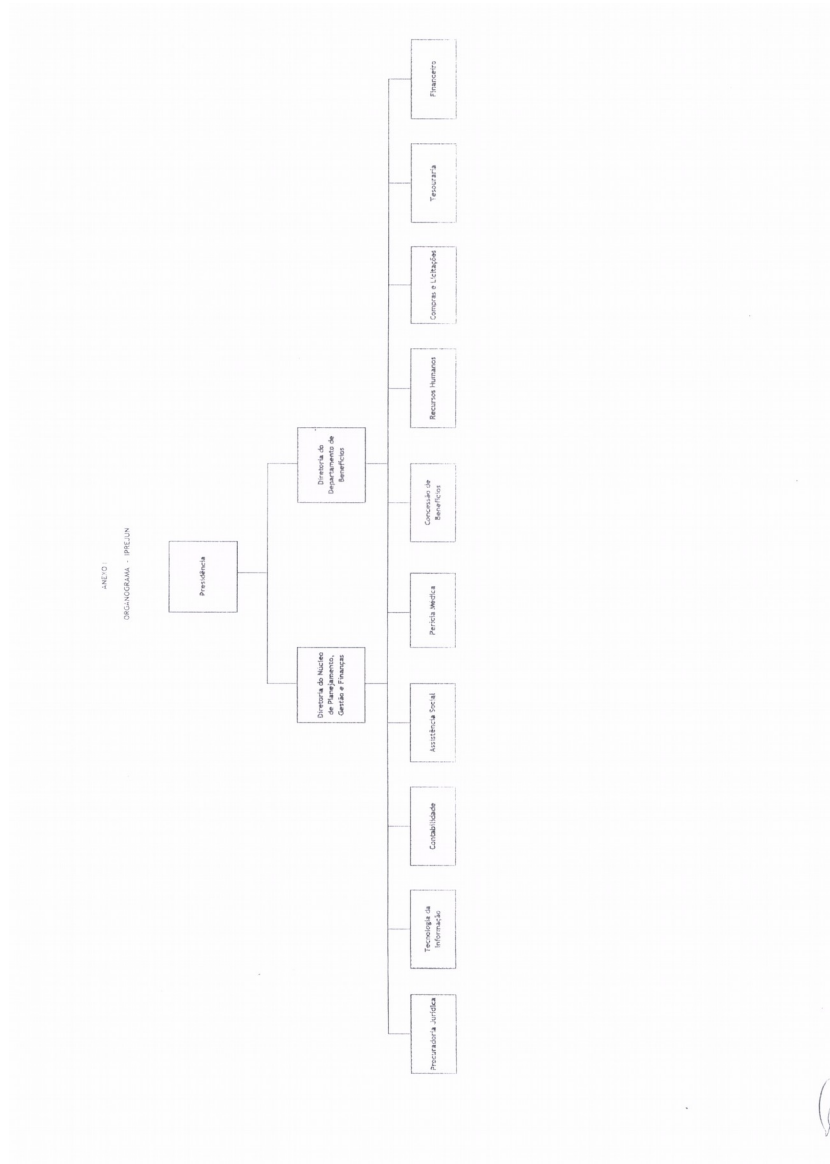 ANEXO I
ORGANOGRAMA - IPREJUN
Presidência
Diretoria do Núcleo
de Planejamento,
Gestão e Finanças
Diretoria do
Departamento de
Benefícios
Procuradoria Jurídica
Tecnologia da
Informação
Contabilidade
Assistência Social
Perícia Médica
Concessão de
Benefícios
Recursos Humanos
Compras e Licitações
Tesouraria
Financeiro